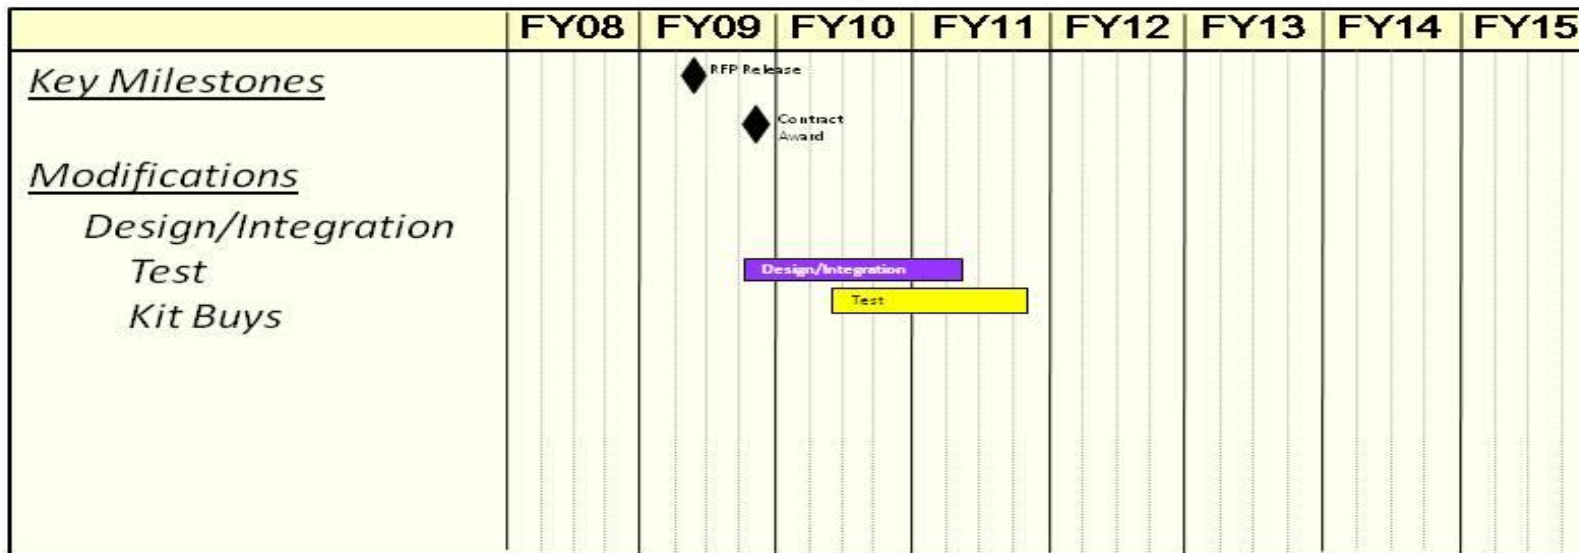 FY08 FY09 FY10 FY11 FY12 FY13 FY14 FY15
Key Milestones
RFP Release
Contract
Award
Modifications
Design/Integration
Test
Design/Integration
Kit Buys
Test